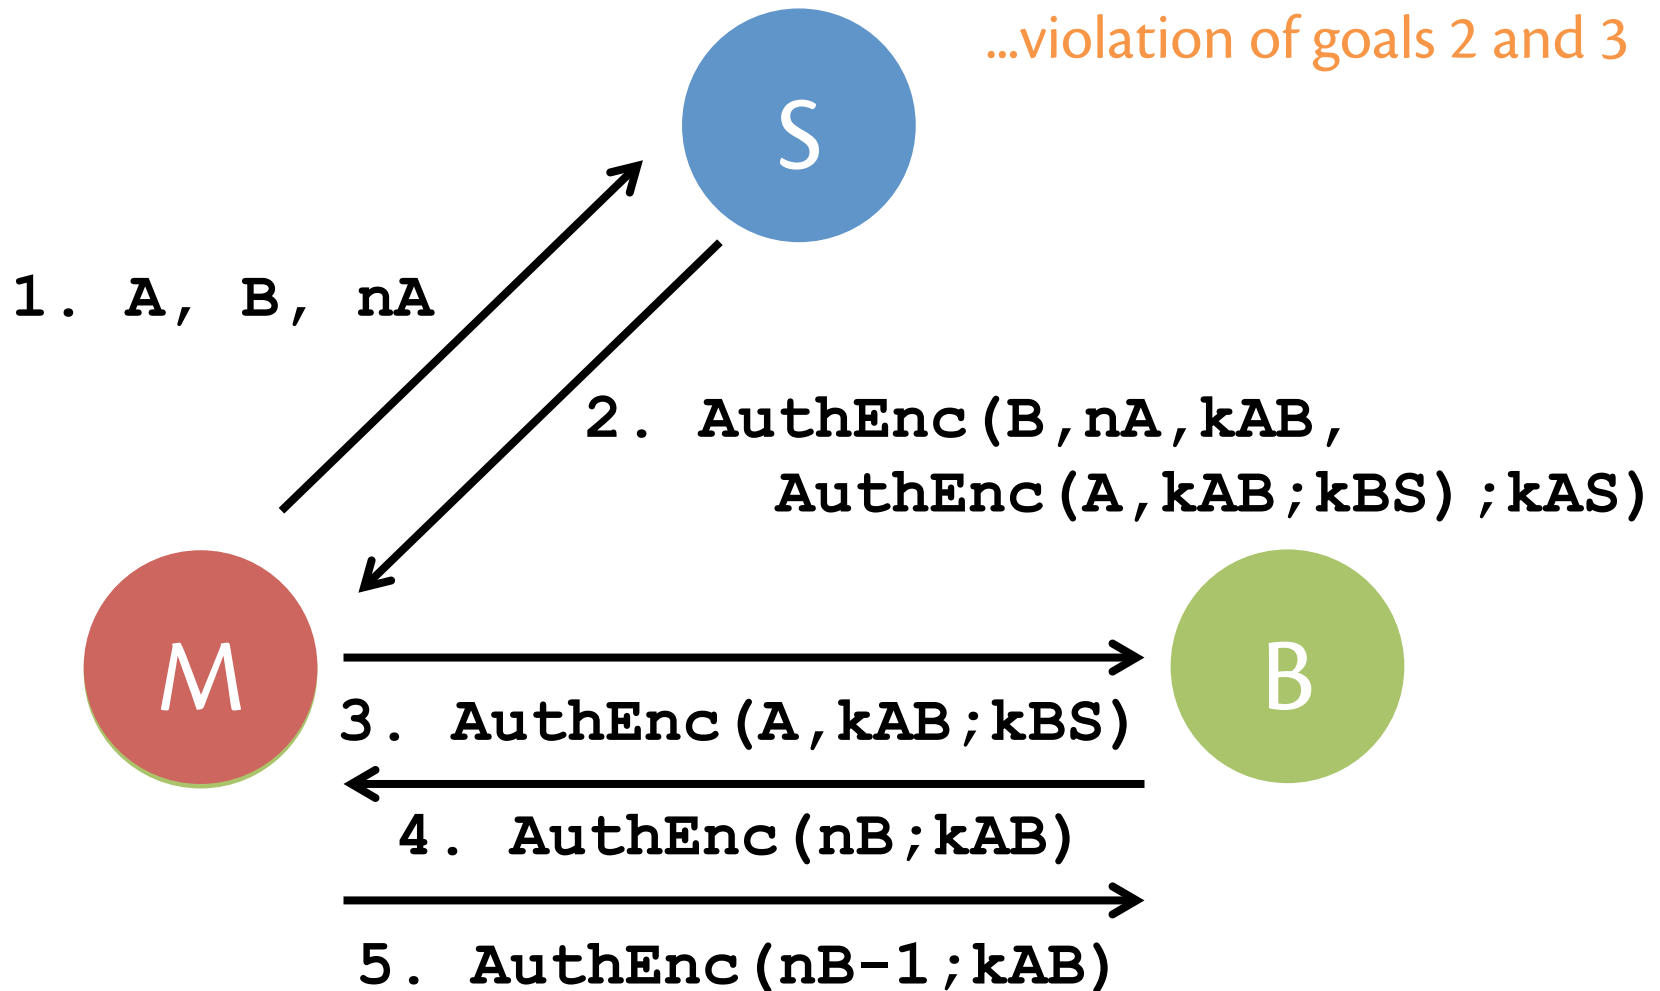 ...violation of goals 2 and 3
S
1. A, B, nA
2. AuthEnc(B,nA,kAB,
AuthEnc(A,kAB;kBS);kAS)
M
B
3. AuthEnc(A,kAB;kBS)
4. AuthEnc(nB;kAB)
5. AuthEnc(nB-1;kAB)